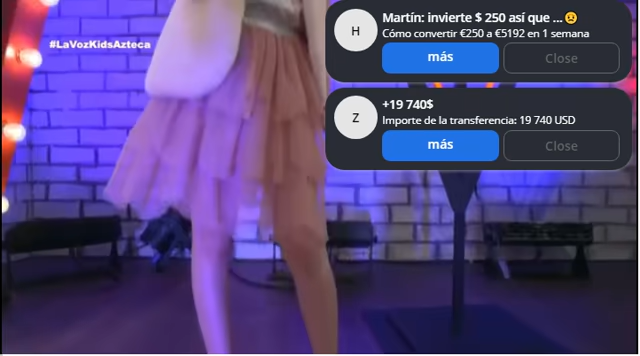 #LaVozKidsAzteca
H
Martín: invierte $ 250 así que ...😟
Cómo convertir €250 a €5192 en 1 semana
más
Close
Z
+19 740$
Importe de la transferencia: 19 740 USD
más
Close